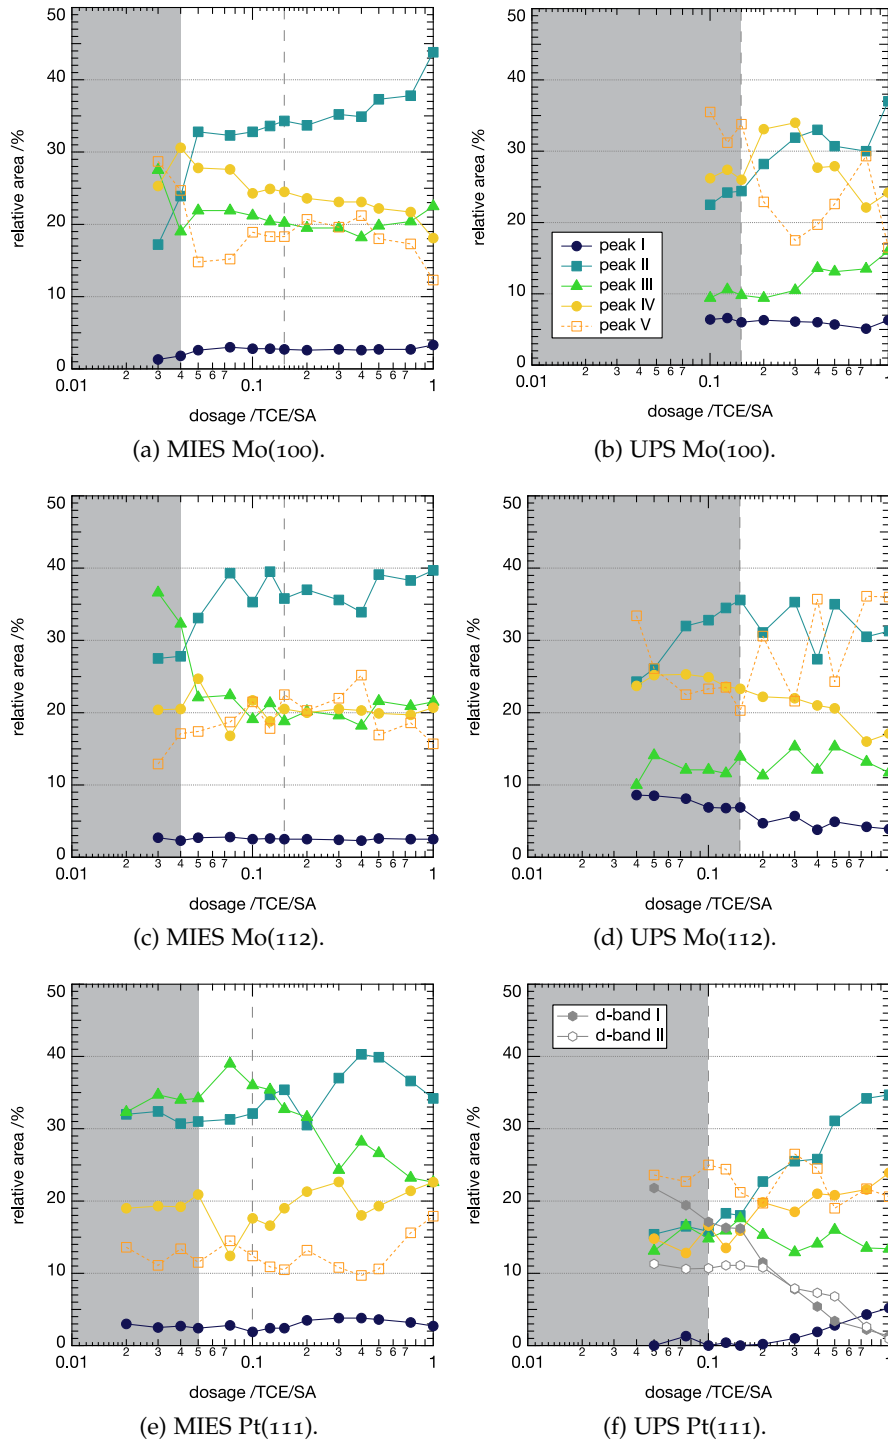 50
40
30
20
10
0
relative area /%
0.01 2 3 4 5 6 7 0.1 2 3 4 5 6 7 1
dosage /TCE/SA
(a) MIES Mo(100).
50
40
30
20
10
0
relative area /%
peak I
peak II
peak III
peak IV
peak V
0.01 2 3 4 5 6 7 0.1 2 3 4 5 6 7 1
dosage /TCE/SA
(b) UPS Mo(100).
50
40
30
20
10
0
relative area /%
0.01 2 3 4 5 6 7 0.1 2 3 4 5 6 7 1
dosage /TCE/SA
(c) MIES Mo(112).
50
40
30
20
10
0
relative area /%
0.01 2 3 4 5 6 7 0.1 2 3 4 5 6 7 1
dosage /TCE/SA
(d) UPS Mo(112).
50
40
30
20
10
0
relative area /%
0.01 2 3 4 5 6 7 0.1 2 3 4 5 6 7 1
dosage /TCE/SA
(e) MIES Pt(111).
50
40
30
20
10
0
relative area /%
d-band I
d-band II
0.01 2 3 4 5 6 7 0.1 2 3 4 5 6 7 1
dosage /TCE/SA
(f) UPS Pt(111).